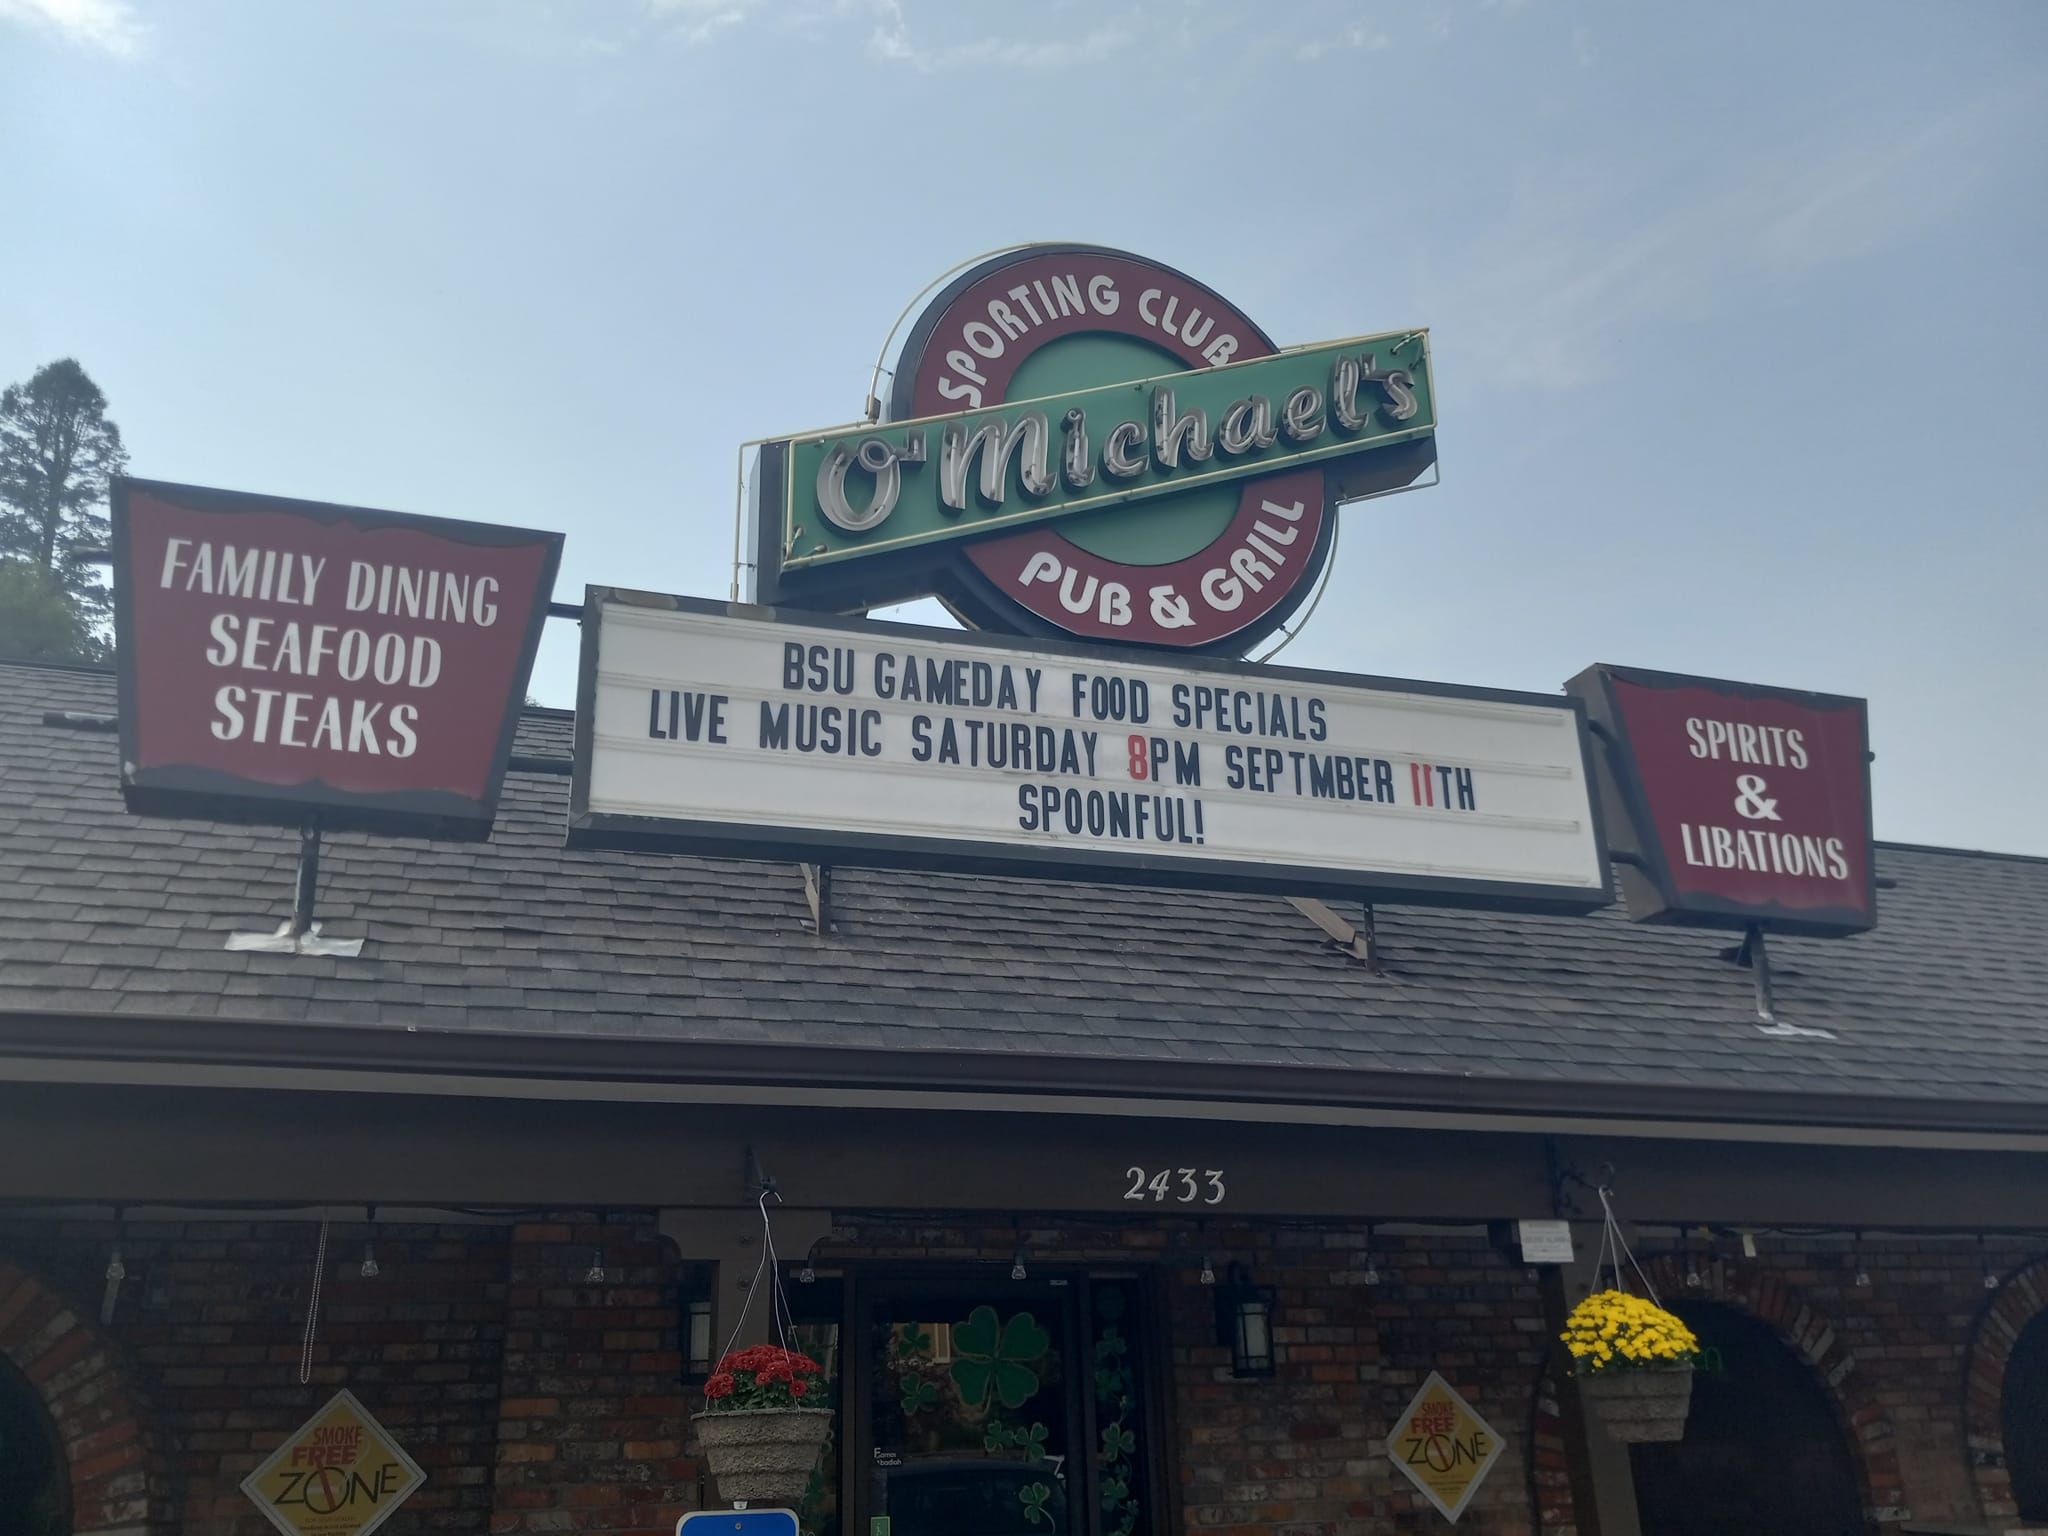 SPORTING CLUB
O'Michael's
PUB & GRILL
FAMILY DINING
SEAFOOD
STEAKS
BSU GAMEDAY FOOD SPECIALS
LIVE MUSIC SATURDAY 8PM SEPTMBER 11TH
SPOONFUL!
SPIRITS
&
LIBATIONS
2433
SMOKE
FREE
ZONE
SMOKE
FREE
ZONE